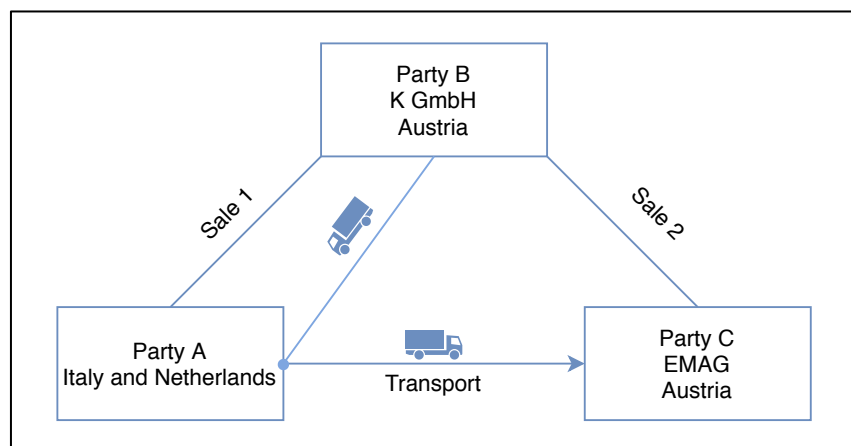 Party B
K GmbH
Austria
Sale 1
Sale 2
Party A
Italy and Netherlands
Transport
Party C
EMAG
Austria